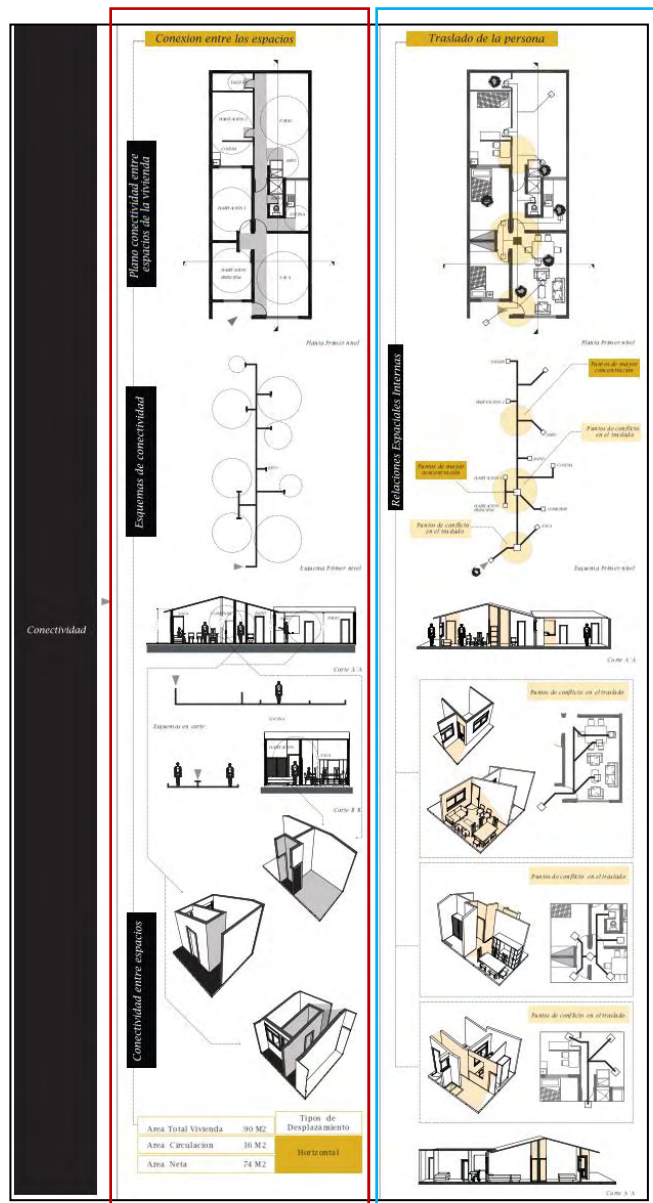 Conectividad
Conexion entre los espacios
Plano conectividad entre
espacios de la vivienda
Planta Primer nivel
Esquemas de conectividad
Esquema Primer nivel
Corte A'A
Esquemas en corte
Corte B'B
Conectividad entre espacios
Area Total Vivienda 90 M2
Area Circulacion 16 M2
Area Neta 74 M2
Tipos de
Desplazamiento
Horizontal
Traslado de la persona
Relaciones Espaciales Internas
Planta Primer nivel
Puntos de mayor
concentración
Puntos de conflicto
en el traslado
Puntos de mayor
concentración
Puntos de conflicto
en el traslado
Esquema Primer nivel
Corte A'A
Puntos de conflicto en el traslado
Puntos de conflicto en el traslado
Puntos de conflicto en el traslado
Corte A'A